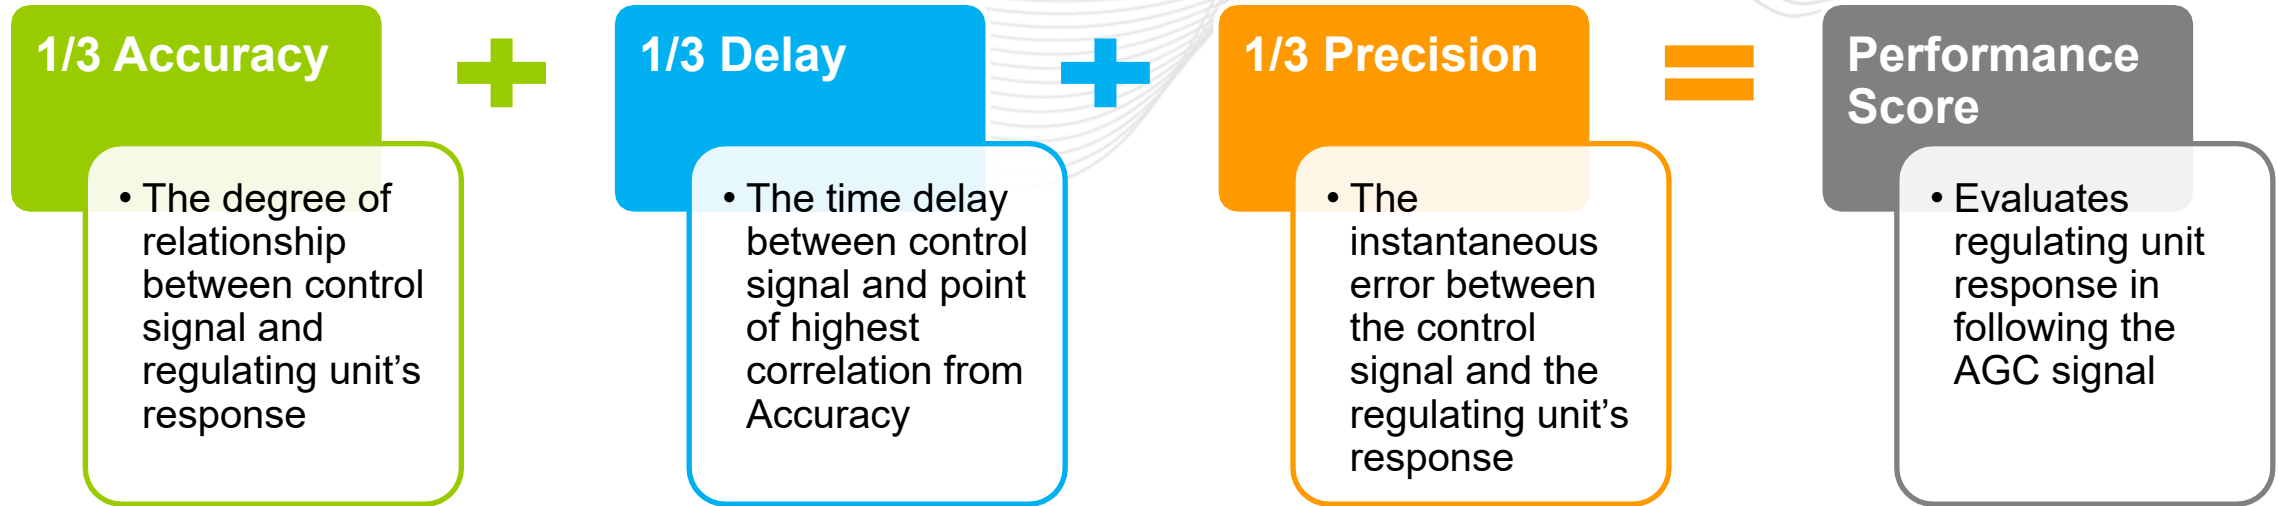 1/3 Accuracy
• The degree of
relationship
between control
signal and
regulating unit’s
response
+
1/3 Delay
• The time delay
between control
signal and point
of highest
correlation from
Accuracy
+
1/3 Precision
• The
instantaneous
error between
the control
signal and the
regulating unit’s
response
=
Performance
Score
• Evaluates
regulating unit
response in
following the
AGC signal